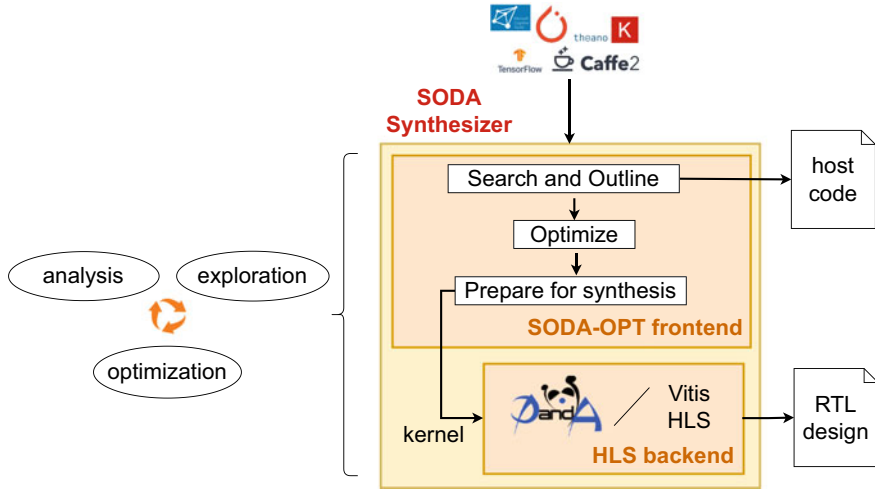 theano
K
TensorFlow
Caffe2
SODA
Synthesizer
Search and Outline
host
code
Optimize
analysis
exploration
Prepare for synthesis
SODA-OPT frontend
optimization
PandA
Vitis
HLS
RTL
design
kernel
HLS backend